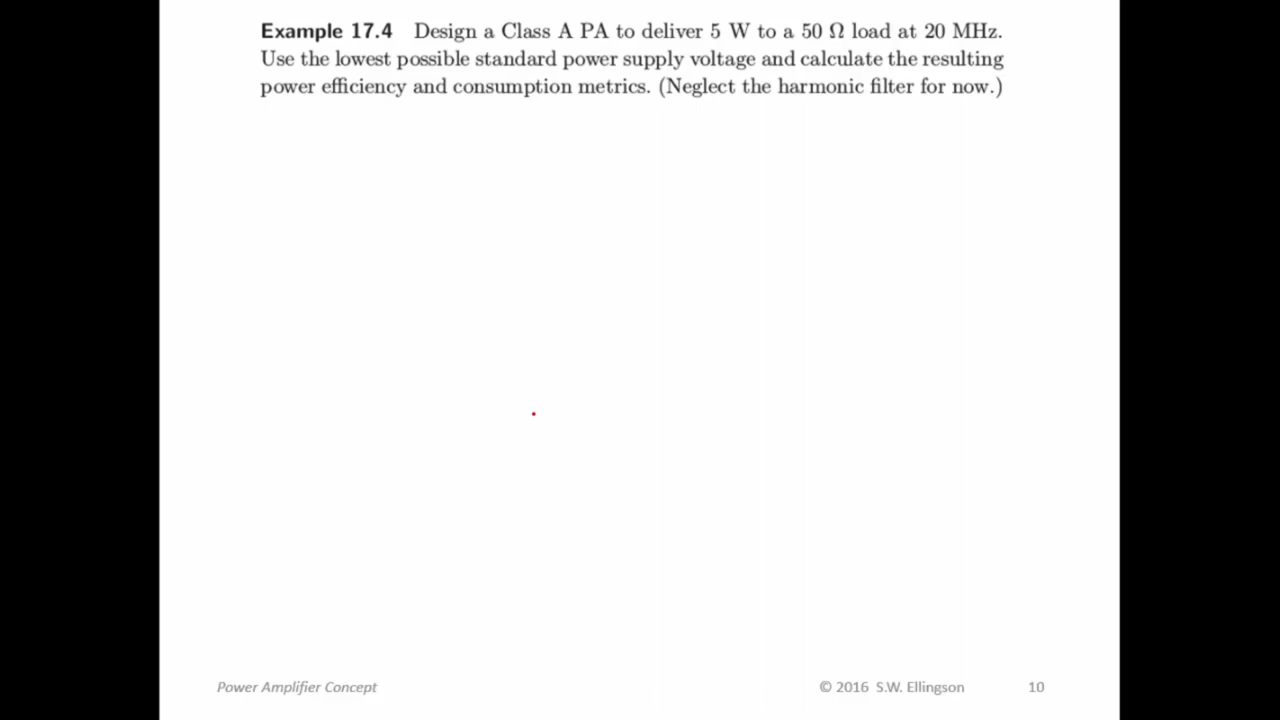 Example 17.4 Design a Class A PA to deliver 5 W to a 50 Ω load at 20 MHz.
Use the lowest possible standard power supply voltage and calculate the resulting
power efficiency and consumption metrics. (Neglect the harmonic filter for now.)
Power Amplifier Concept
© 2016 S.W. Ellingson
10